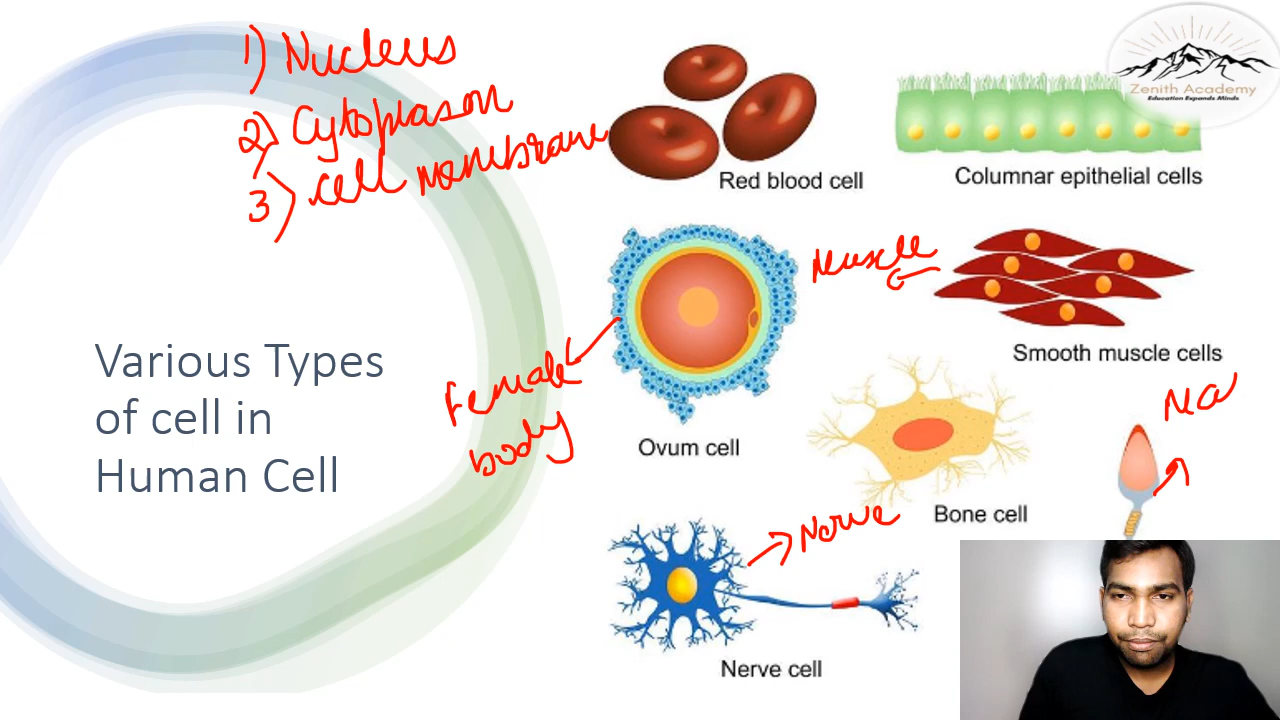 1) Nucleus
2) Cytoplason
3) cell membrane
Zenith Academy
Education Expands Minds
Red blood cell
Columnar epithelial cells
Muscle
Smooth muscle cells
Various Types
of cell in
Human Cell
Female
body
Ovum cell
Bone cell
Nerve
Nerve cell